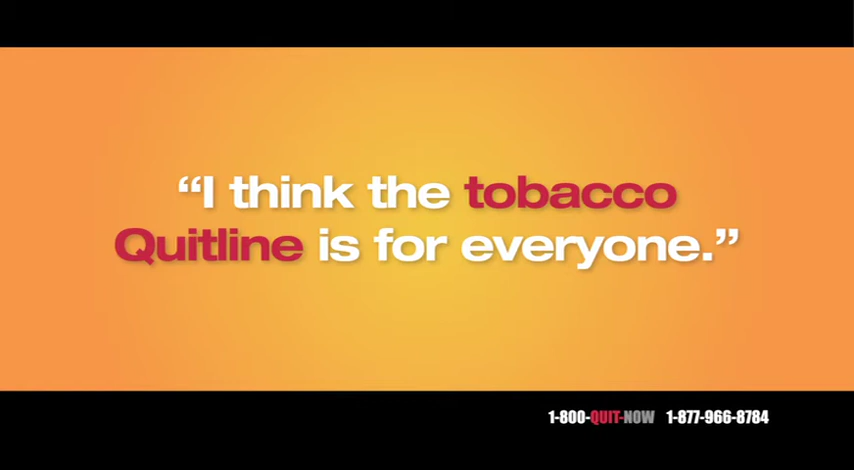 “I think the tobacco
Quitline is for everyone.”
1-800-QUIT-NOW 1-877-966-8784